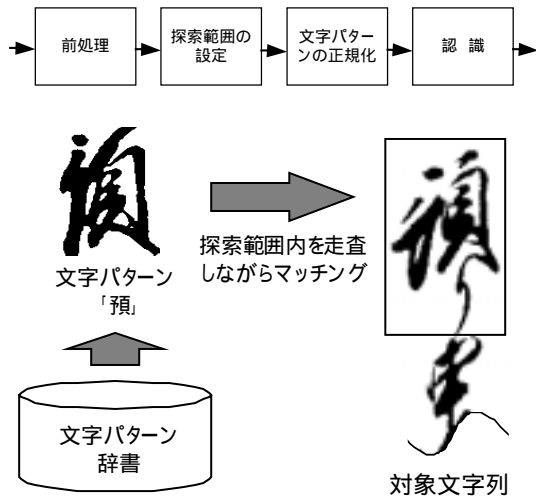 前処理
探索範囲の
設定
文字パター
ンの正規化
認 識
探索範囲内を走査
しながらマッチング
文字パターン
「預」
文字パターン
辞書
対象文字列